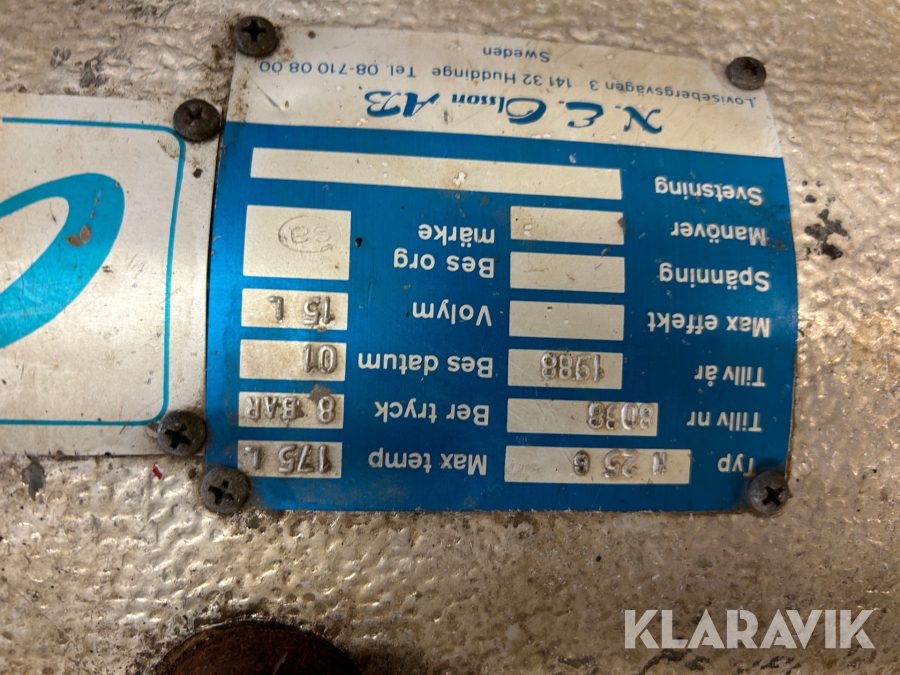 Typ 25 Max temp 175
Tillv nr Ber tryck 8 BAR
Tillv år 1988 Bes datum 01
Max effekt Volym 15 L
Spänning Bes org
Manöver märke sa
Svetsning
N. E. Olsson AB
Lovisebergsvägen 3 141 32 Huddinge Tel. 08-710 08 00
Sweden
KLARAVIK